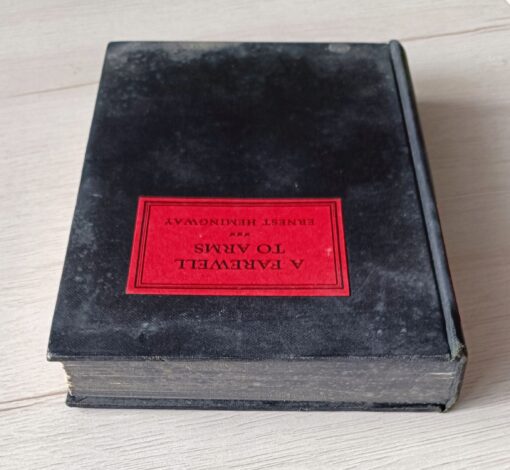 A FAREWELL
TO ARMS
ERNEST HEMINGWAY